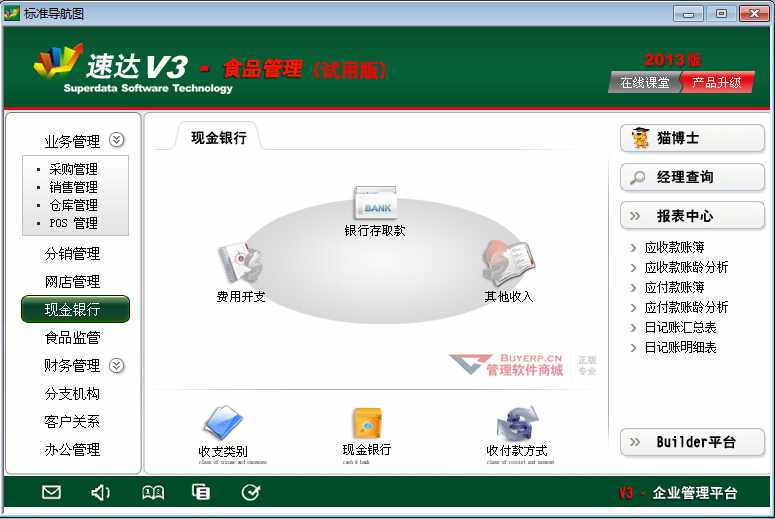 标准导航图
速达V3 - 食品管理（试用版）
Superdata Software Technology
2013版
在线课堂
产品升级
业务管理
采购管理
销售管理
仓库管理
POS 管理
分销管理
网店管理
现金银行
食品监管
财务管理
分支机构
客户关系
办公管理
现金银行
BANK
银行存取款
费用开支
其他收入
BUYERP.CN
管理软件商城
正版
专业
收支类别
现金银行
cash & bank
收付款方式
猫博士
经理查询
报表中心
应收款账簿
应收款账龄分析
应付款账簿
应付款账龄分析
日记账汇总表
日记账明细表
Builder平台
V3 - 企业管理平台